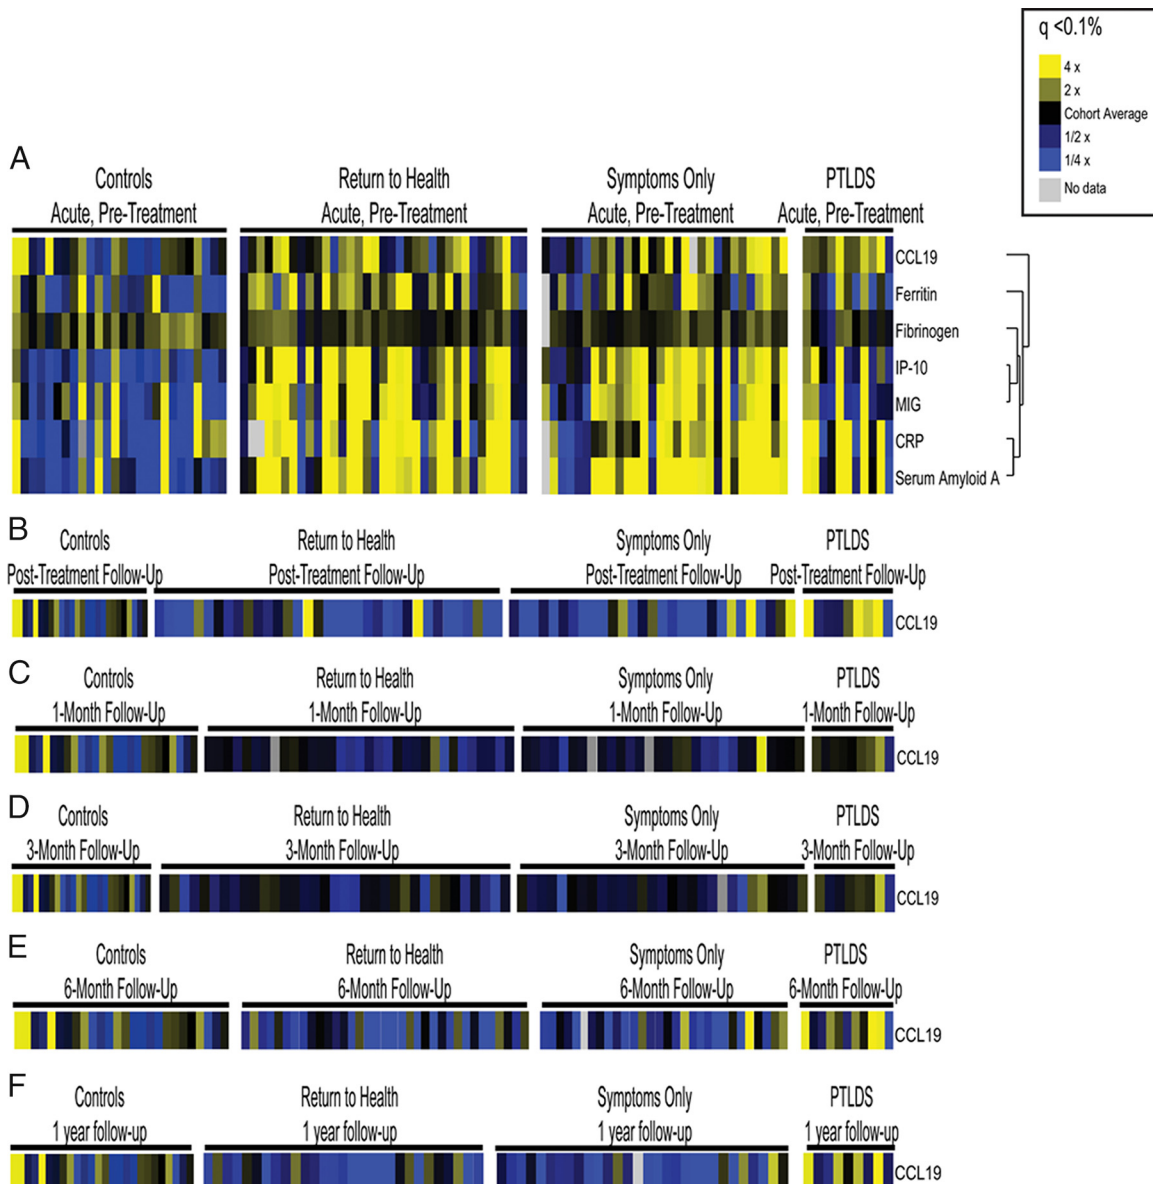 q <0.1%
4 x
2 x
Cohort Average
1/2 x
1/4 x
No data
A
Controls Return to Health Symptoms Only PTLDS
Acute, Pre-Treatment Acute, Pre-Treatment Acute, Pre-Treatment Acute, Pre-Treatment
CCL19
Ferritin
Fibrinogen
IP-10
MIG
CRP
Serum Amyloid A
B
Controls Return to Health Symptoms Only PTLDS
Post-Treatment Follow-Up Post-Treatment Follow-Up Post-Treatment Follow-Up Post-Treatment Follow-Up
CCL19
C
Controls Return to Health Symptoms Only PTLDS
1-Month Follow-Up 1-Month Follow-Up 1-Month Follow-Up 1-Month Follow-Up
CCL19
D
Controls Return to Health Symptoms Only PTLDS
3-Month Follow-Up 3-Month Follow-Up 3-Month Follow-Up 3-Month Follow-Up
CCL19
E
Controls Return to Health Symptoms Only PTLDS
6-Month Follow-Up 6-Month Follow-Up 6-Month Follow-Up 6-Month Follow-Up
CCL19
F
Controls Return to Health Symptoms Only PTLDS
1 year follow-up 1 year follow-up 1 year follow-up 1 year follow-up
CCL19